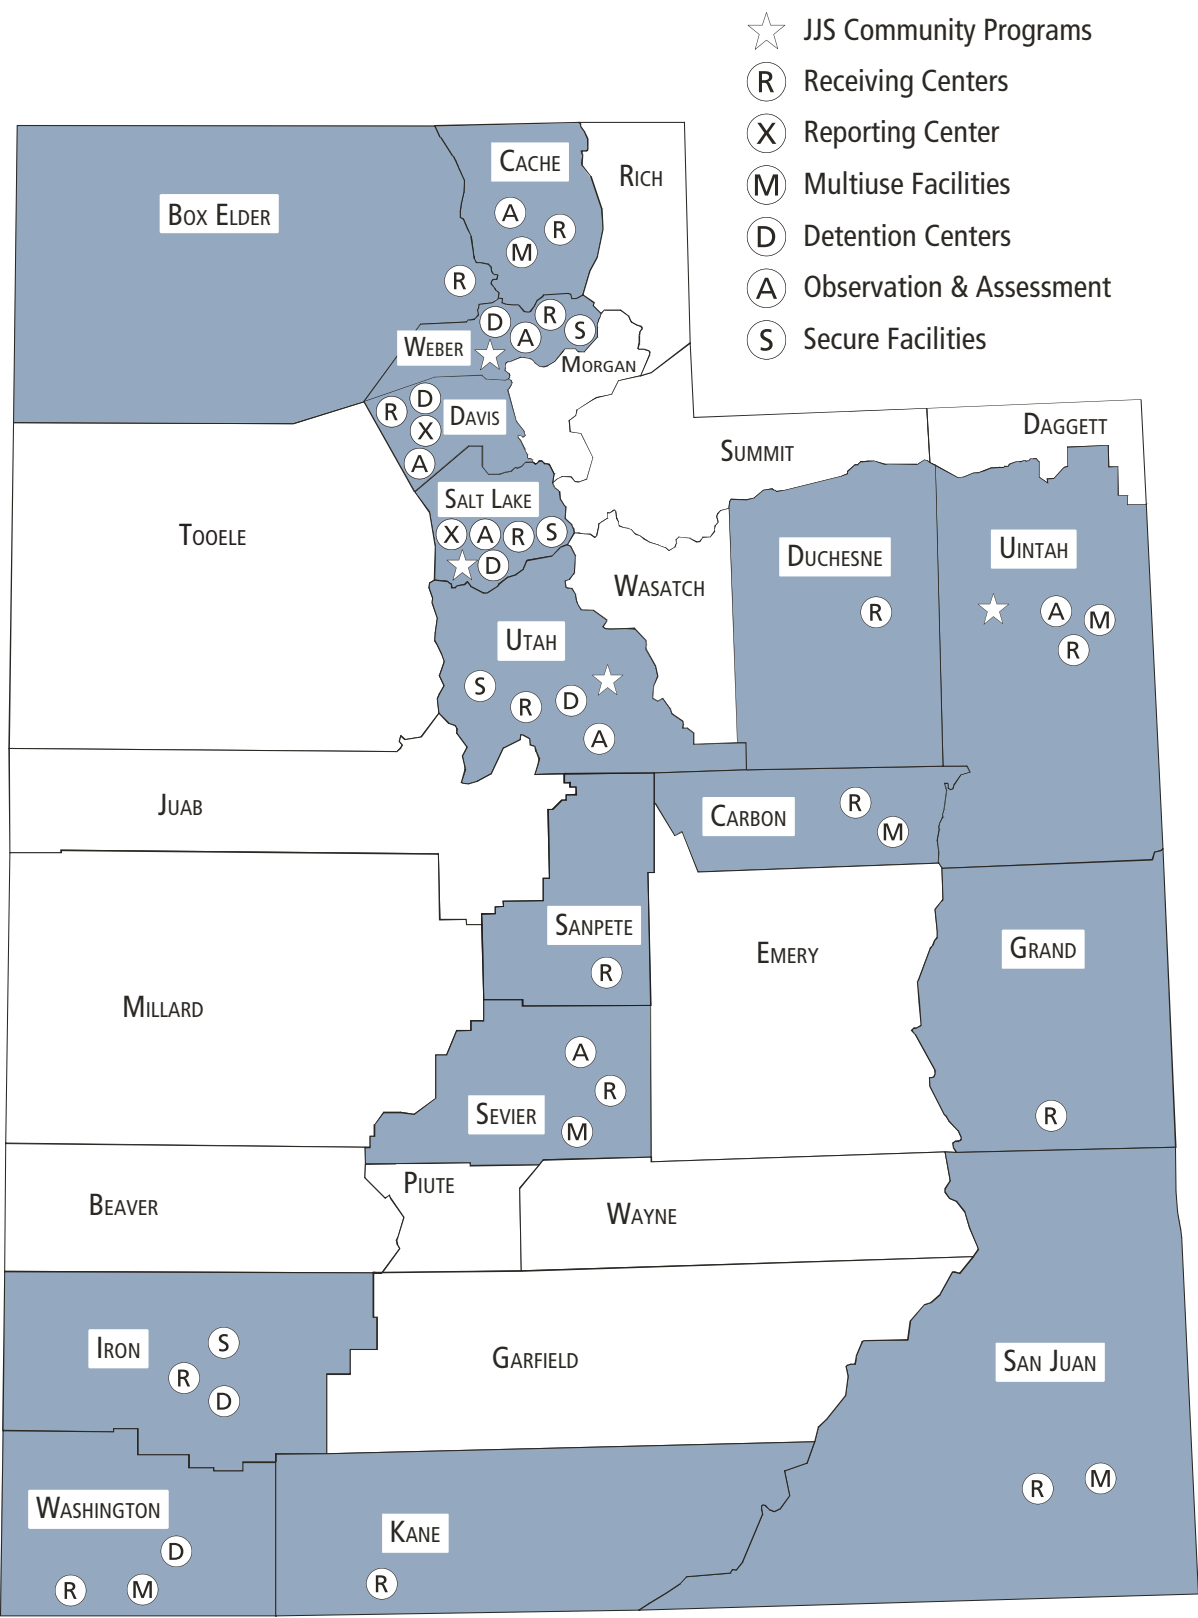 JJS Community Programs
R Receiving Centers
X Reporting Center
M Multiuse Facilities
D Detention Centers
A Observation & Assessment
S Secure Facilities
CACHE
RICH
BOX ELDER
A
R
M
R
D
R
A
S
WEBER
MORGAN
D
R
DAVIS
X
A
DAGGETT
SUMMIT
SALT LAKE
X A R S
D
TOOELE
UINTAH
DUCHESNE
WASATCH
R
A
M
R
UTAH
S
R
D
A
JUAB
CARBON
R
M
SANPETE
R
EMERY
GRAND
MILLARD
A
R
SEVIER
M
R
PIUTE
BEAVER
WAYNE
IRON
S
R
D
GARFIELD
SAN JUAN
R
M
WASHINGTON
D
R
M
KANE
R